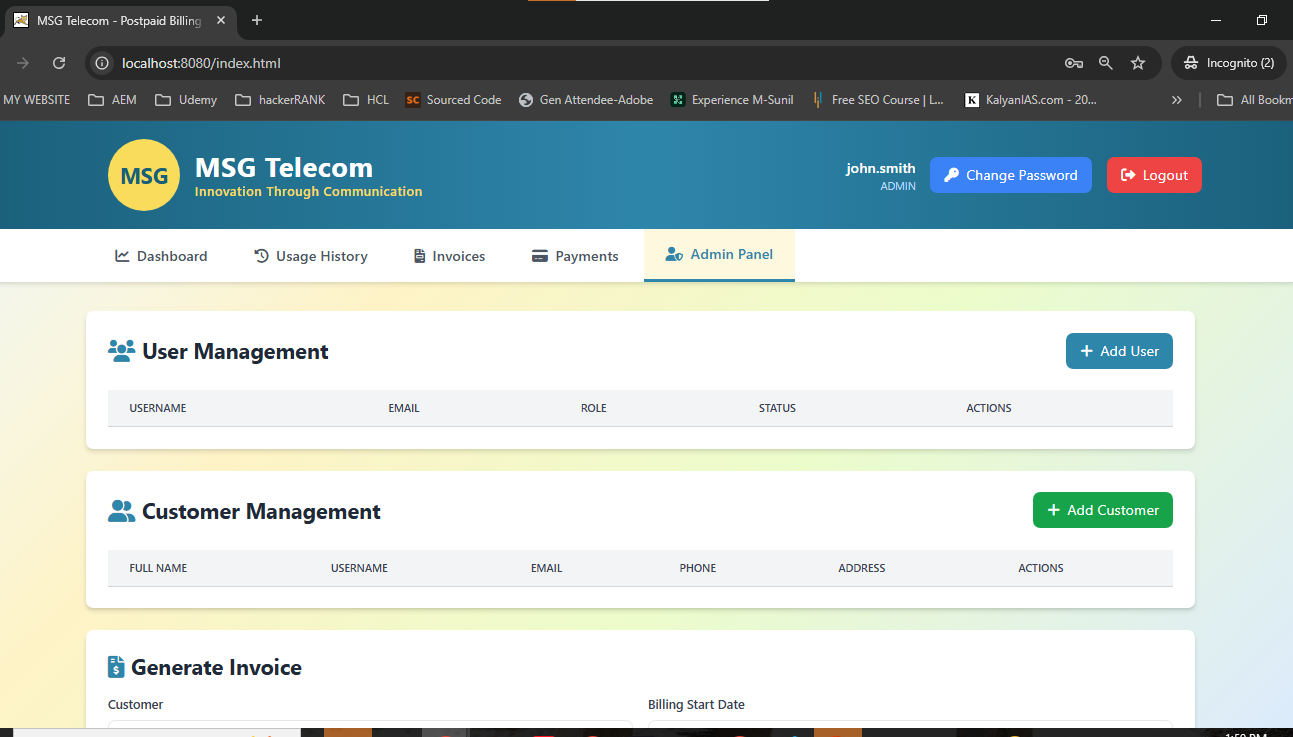 MSG Telecom - Postpaid Billing
localhost:8080/index.html
Incognito (2)
MY WEBSITE
AEM
Udemy
hackerRANK
HCL
SC
Sourced Code
Gen Attendee-Adobe
Experience M-Sunil
Free SEO Course | L...
K
KalyanIAS.com - 20...
All Bookm
MSG
MSG Telecom
Innovation Through Communication
john.smith
ADMIN
Change Password
Logout
Dashboard
Usage History
Invoices
Payments
Admin Panel
User Management
Add User
USERNAME EMAIL ROLE STATUS ACTIONS
Customer Management
Add Customer
FULL NAME USERNAME EMAIL PHONE ADDRESS ACTIONS
Generate Invoice
Customer
Billing Start Date